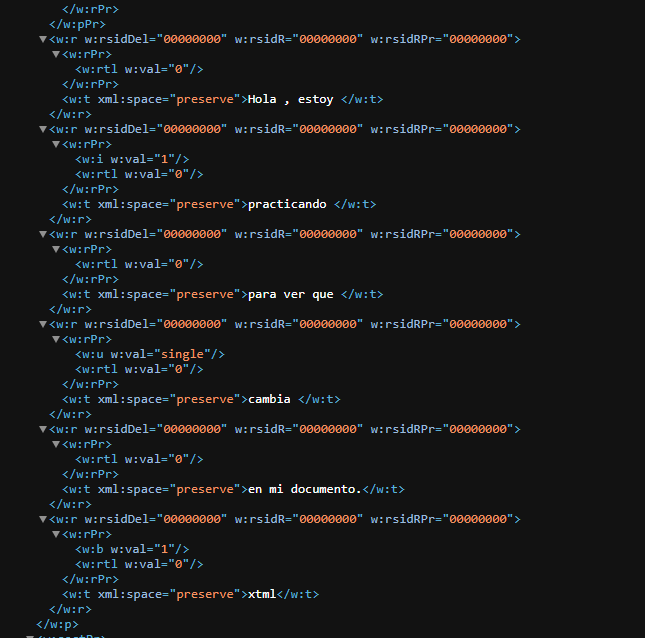 </w:rPr>
</w:pPr>
▼<w:r w:rsidDel="00000000" w:rsidR="00000000" w:rsidRPr="00000000">
▼<w:rPr>
<w:rtl w:val="0"/>
</w:rPr>
<w:t xml:space="preserve">Hola , estoy </w:t>
</w:r>
▼<w:r w:rsidDel="00000000" w:rsidR="00000000" w:rsidRPr="00000000">
▼<w:rPr>
<w:i w:val="1"/>
<w:rtl w:val="0"/>
</w:rPr>
<w:t xml:space="preserve">practicando </w:t>
</w:r>
▼<w:r w:rsidDel="00000000" w:rsidR="00000000" w:rsidRPr="00000000">
▼<w:rPr>
<w:rtl w:val="0"/>
</w:rPr>
<w:t xml:space="preserve">para ver que </w:t>
</w:r>
▼<w:r w:rsidDel="00000000" w:rsidR="00000000" w:rsidRPr="00000000">
▼<w:rPr>
<w:u w:val="single"/>
<w:rtl w:val="0"/>
</w:rPr>
<w:t xml:space="preserve">cambia </w:t>
</w:r>
▼<w:r w:rsidDel="00000000" w:rsidR="00000000" w:rsidRPr="00000000">
▼<w:rPr>
<w:rtl w:val="0"/>
</w:rPr>
<w:t xml:space="preserve">en mi documento.</w:t>
</w:r>
▼<w:r w:rsidDel="00000000" w:rsidR="00000000" w:rsidRPr="00000000">
▼<w:rPr>
<w:b w:val="1"/>
<w:rtl w:val="0"/>
</w:rPr>
<w:t xml:space="preserve">xtml</w:t>
</w:r>
</w:p>